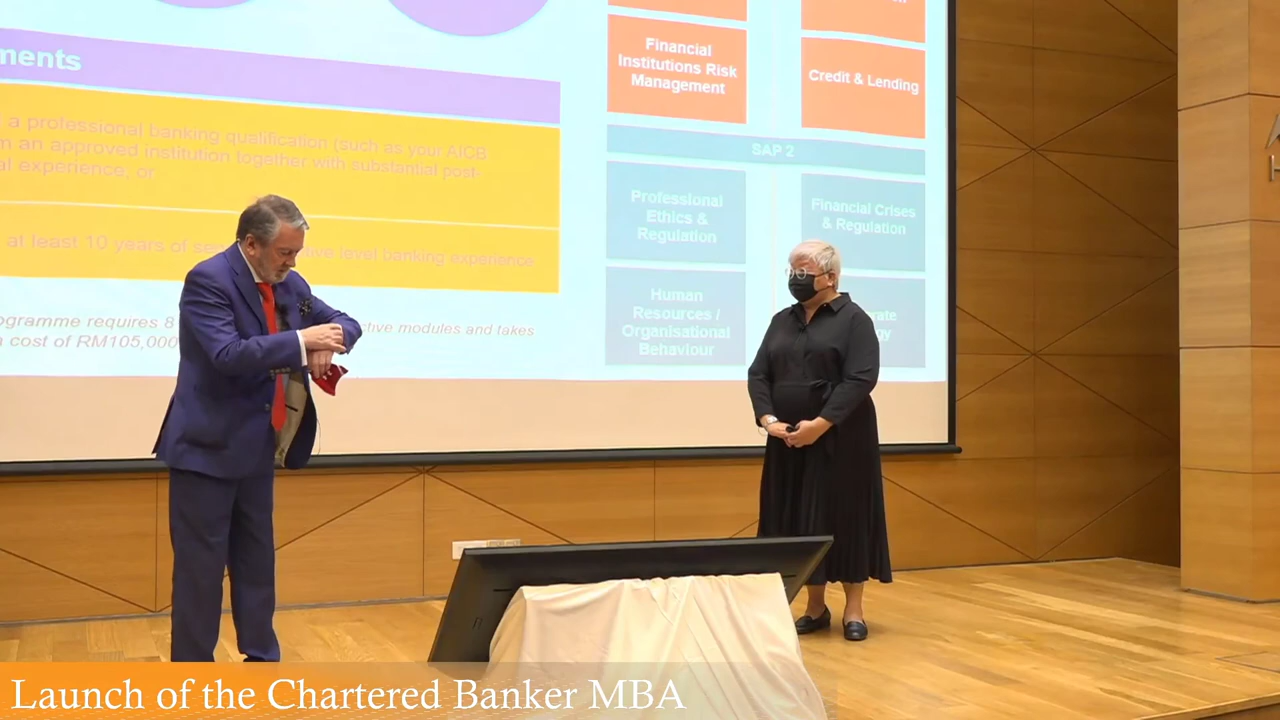 ments
a professional banking qualification (such as your AICB
an approved institution together with substantial post-
experience, or
at least 10 years of level banking experience
programme requires 8 modules and takes
cost of RM105,000
Financial
Institutions Risk
Management
Credit & Lending
SAP 2
Professional
Ethics &
Regulation
Financial Crises
& Regulation
Human
Resources /
Organisational
Behaviour
Launch of the Chartered Banker MBA